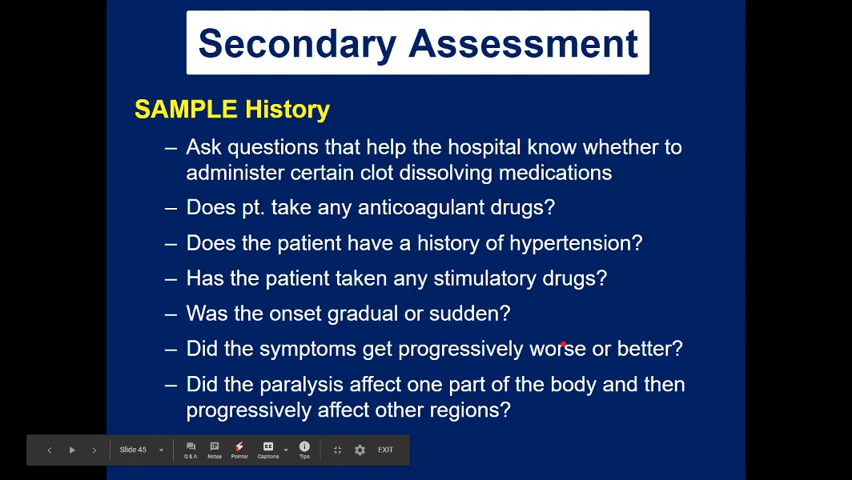 Secondary Assessment
SAMPLE History
– Ask questions that help the hospital know whether to
administer certain clot dissolving medications
– Does pt. take any anticoagulant drugs?
– Does the patient have a history of hypertension?
– Has the patient taken any stimulatory drugs?
– Was the onset gradual or sudden?
– Did the symptoms get progressively worse or better?
– Did the paralysis affect one part of the body and then
progressively affect other regions?
Slide 45
Q & A Notes Pointer CC Captions Tips EXIT